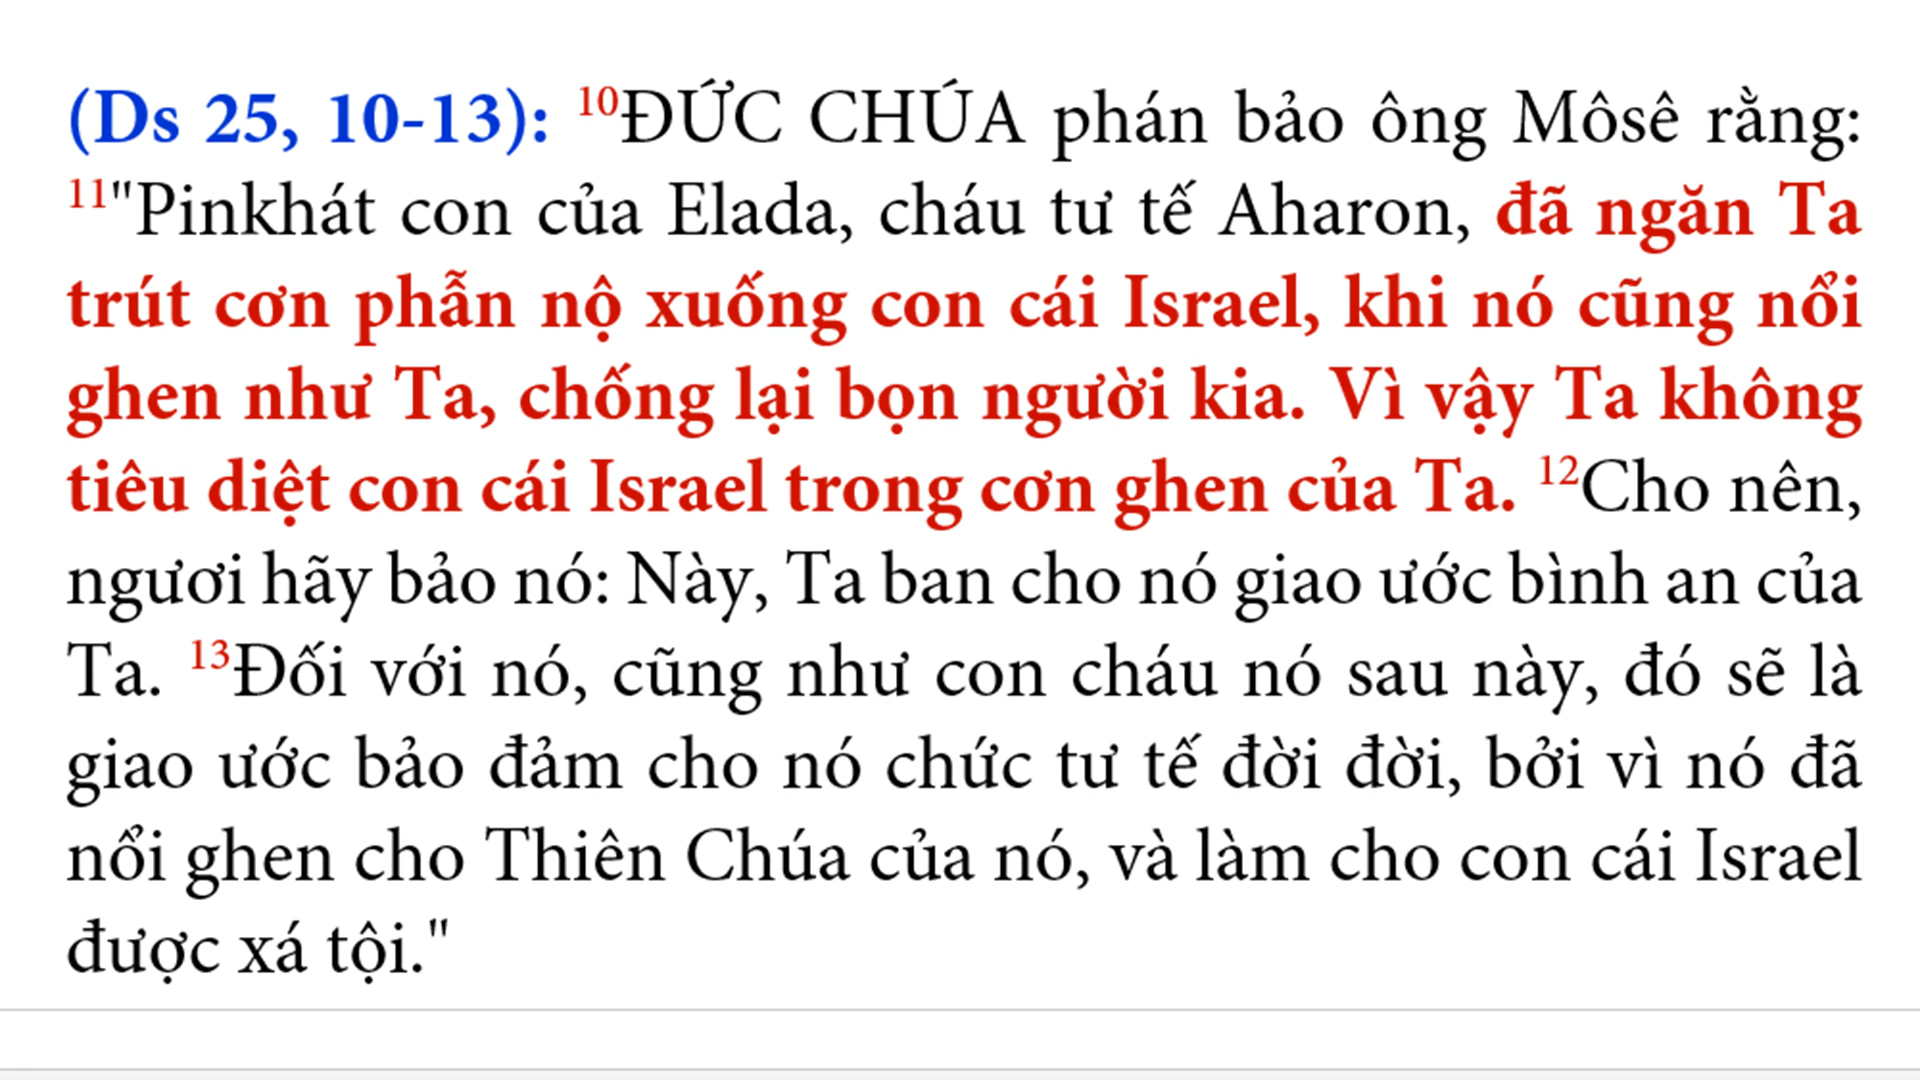 (Ds 25, 10-13): 10ĐỨC CHÚA phán bảo ông Môsê rằng:
11"Pinkhát con của Elada, cháu tư tế Aharon, đã ngăn Ta
trút cơn phẫn nộ xuống con cái Israel, khi nó cũng nổi
ghen như Ta, chống lại bọn người kia. Vì vậy Ta không
tiêu diệt con cái Israel trong cơn ghen của Ta. 12Cho nên,
ngươi hãy bảo nó: Này, Ta ban cho nó giao ước bình an của
Ta. 13Đối với nó, cũng như con cháu nó sau này, đó sẽ là
giao ước bảo đảm cho nó chức tư tế đời đời, bởi vì nó đã
nổi ghen cho Thiên Chúa của nó, và làm cho con cái Israel
được xá tội."